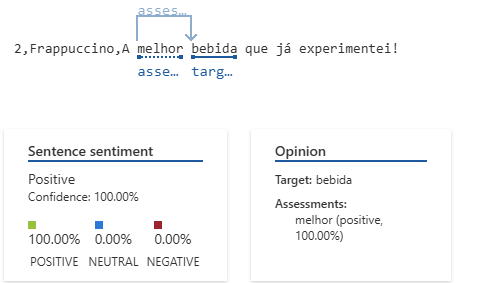 asses…
2,Frappuccino,A melhor bebida que já experimentei!
asse… targ…
Sentence sentiment
Positive
Confidence: 100.00%
100.00% 0.00% 0.00%
POSITIVE NEUTRAL NEGATIVE
Opinion
Target: bebida
Assessments:
melhor (positive,
100.00%)